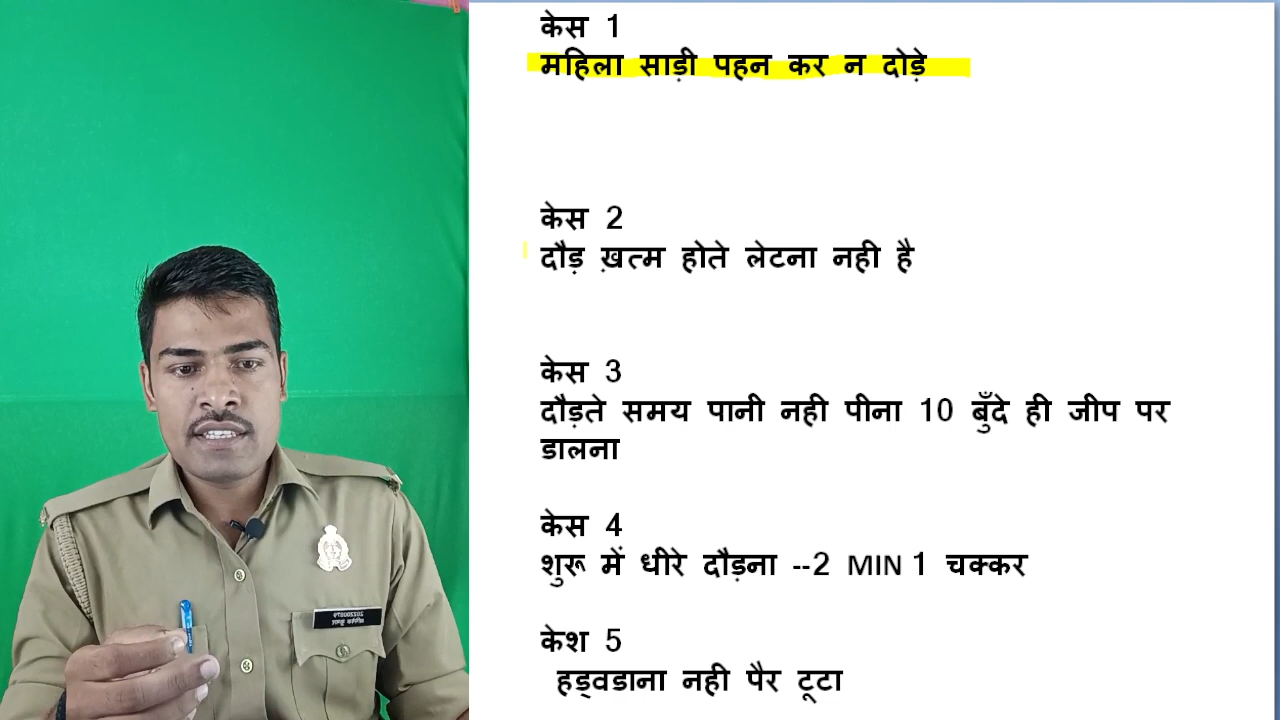 केस 1
महिला साड़ी पहन कर न दोड़े
केस 2
दौड़ ख़त्म होते लेटना नही है
केस 3
दौड़ते समय पानी नही पीना 10 बुँदे ही जीप पर
डालना
केस 4
शुरू में धीरे दौड़ना --2 MIN 1 चक्कर
केश 5
हड्वडाना नही पैर टूटा